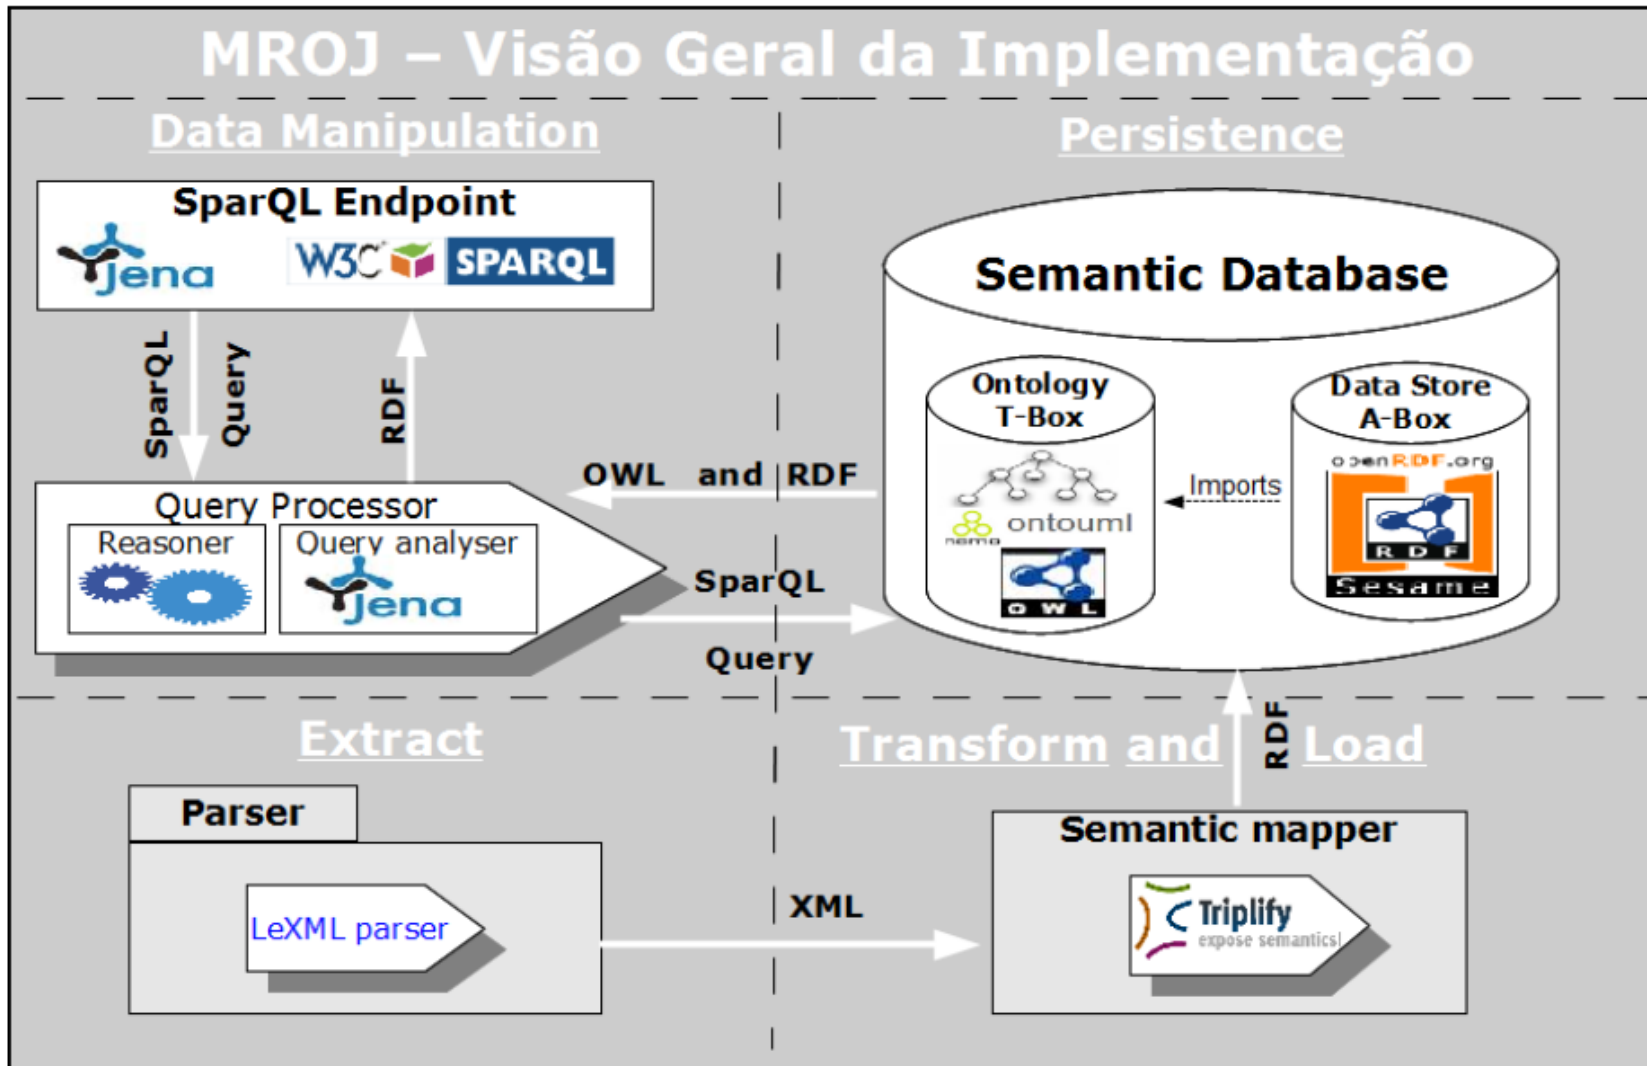 MROJ – Visão Geral da Implementação
Data Manipulation
SparQL Endpoint
Jena
W3C SPARQL
SparQL
Query
RDF
Query Processor
Reasoner
Query analyser
Jena
OWL and RDF
SparQL
Query
Persistence
Semantic Database
Ontology
T-Box
nemo
ontouml
OWL
Imports
Data Store
A-Box
openRDF.org
RDF
Sesame
Extract
Parser
LeXML parser
XML
Transform and Load
RDF
Semantic mapper
Triplify
expose semantics!